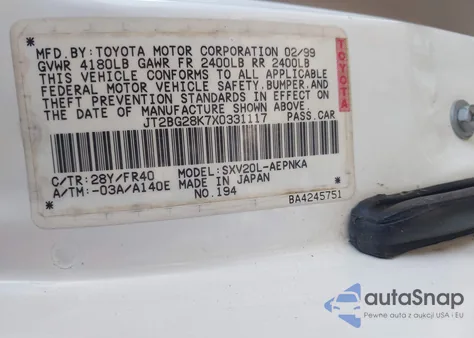 MFD. BY: TOYOTA MOTOR CORPORATION 02/99
GVWR 4180LB GAWR FR 2400LB RR 2400LB
THIS VEHICLE CONFORMS TO ALL APPLICABLE
FEDERAL MOTOR VEHICLE SAFETY, BUMPER, AND
THEFT PREVENTION STANDARDS IN EFFECT ON
THE DATE OF MANUFACTURE SHOWN ABOVE.
JT2BG28K7X0331117 PASS. CAR
TOYOTA
C/TR: 28Y/FR40 MODEL: SXV20L-AEPNKA
A/TM: -03A/A140E MADE IN JAPAN
NO. 194
BA4245751
autoSnap
Pewne auta z aukcji USA i EU